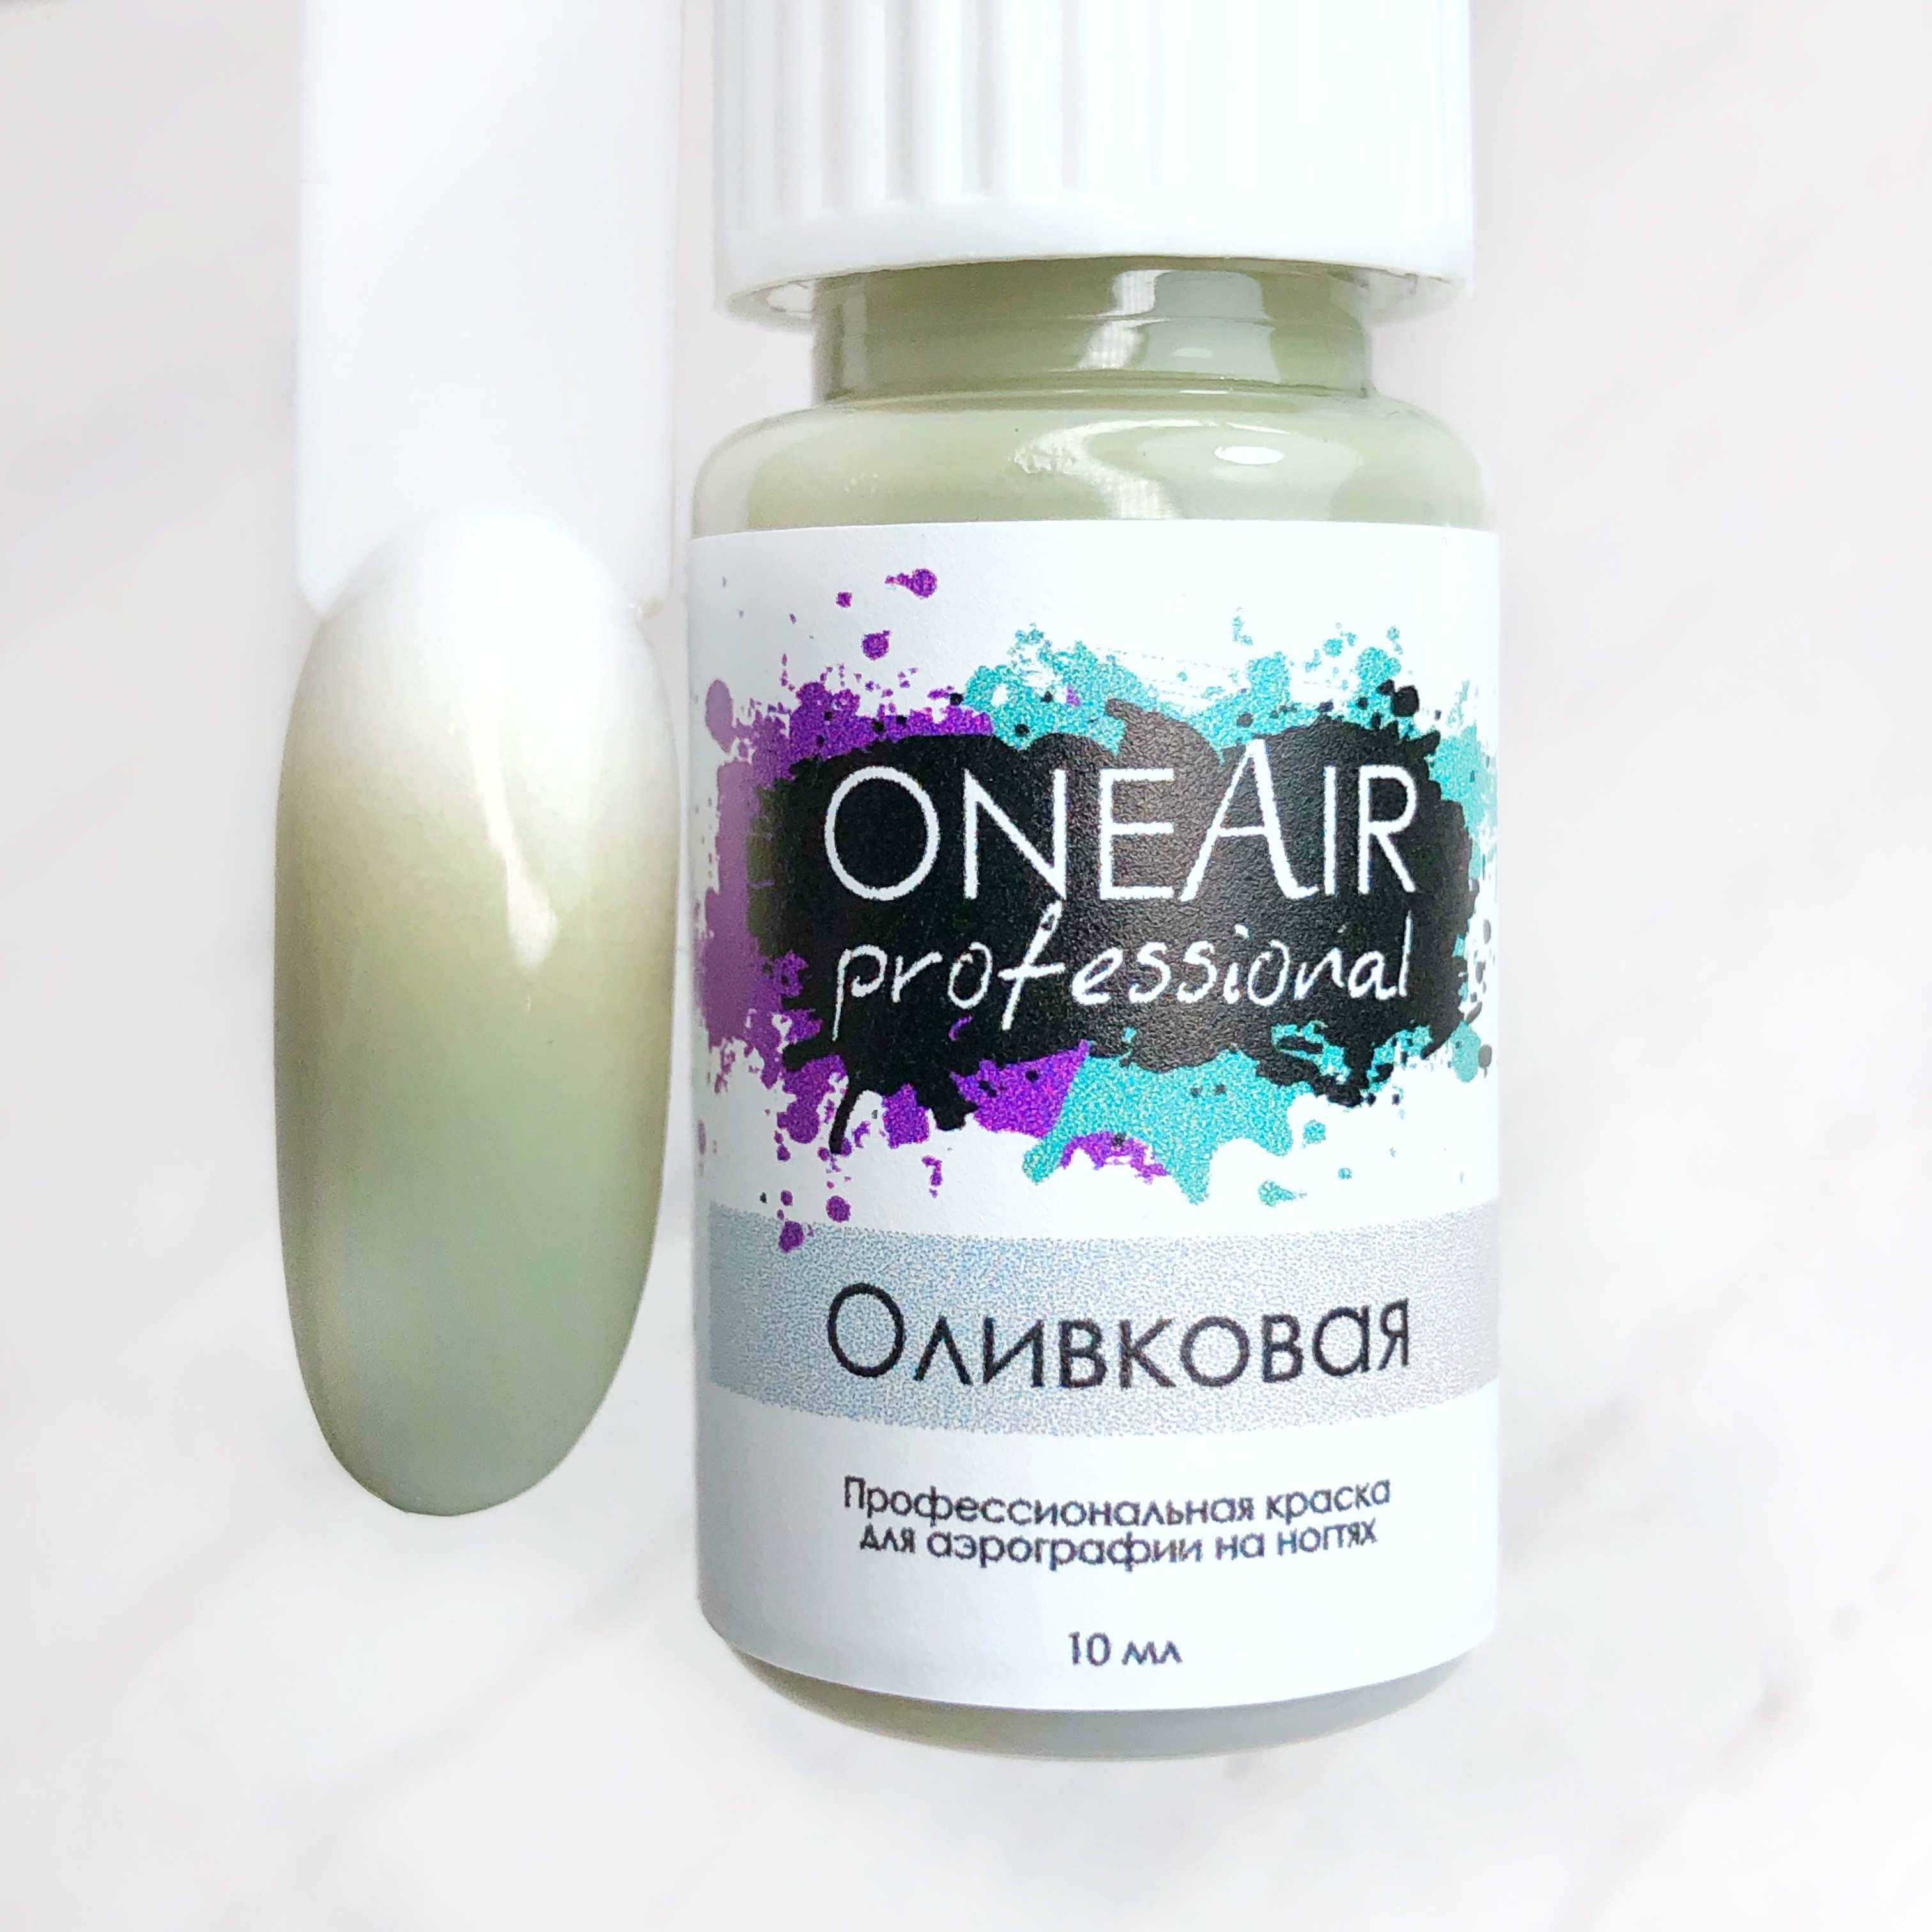 ONEAIR
professional
Оливковая
Профессиональная краска
для аэрографии на ногтях
10 мл